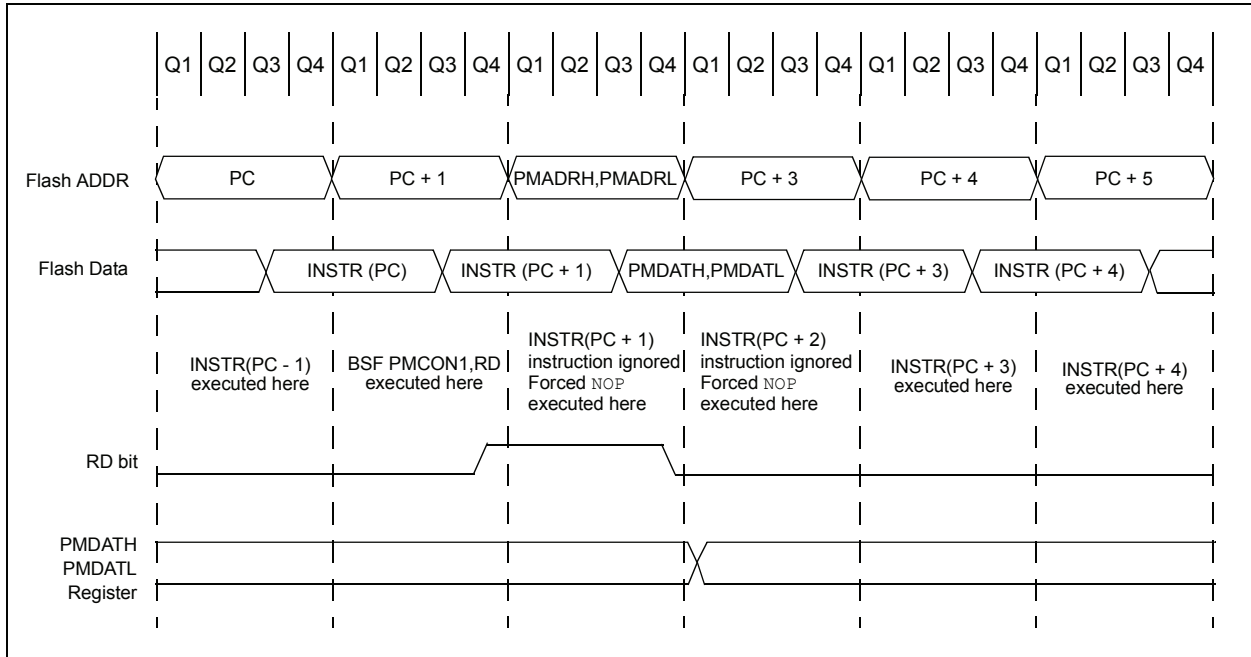 Q1 Q2 Q3 Q4 Q1 Q2 Q3 Q4 Q1 Q2 Q3 Q4 Q1 Q2 Q3 Q4 Q1 Q2 Q3 Q4 Q1 Q2 Q3 Q4
Flash ADDR PC PC + 1 PMADRH,PMADRL PC + 3 PC + 4 PC + 5
Flash Data INSTR (PC) INSTR (PC + 1) PMDATH,PMDATL INSTR (PC + 3) INSTR (PC + 4)
INSTR(PC - 1)
executed here
BSF PMCON1,RD
executed here
INSTR(PC + 1)
instruction ignored
Forced NOP
executed here
INSTR(PC + 2)
instruction ignored
Forced NOP
executed here
INSTR(PC + 3)
executed here
INSTR(PC + 4)
executed here
RD bit
PMDATH
PMDATL
Register